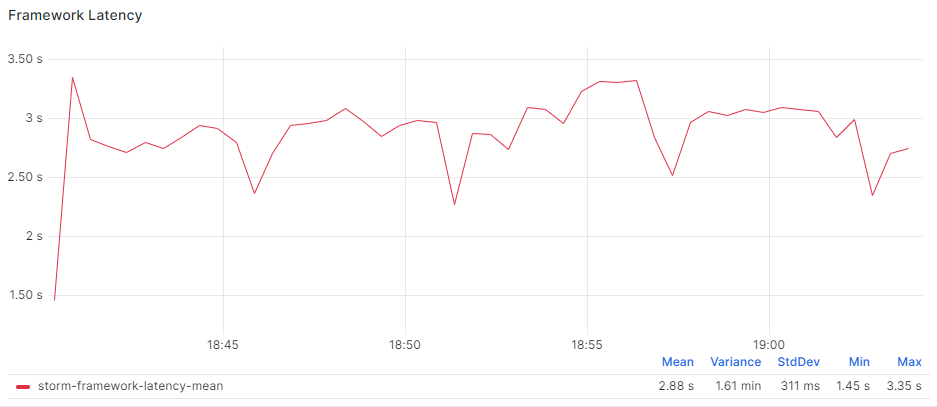 Framework Latency
3.50 s
3 s
2.50 s
2 s
1.50 s
18:45 18:50 18:55 19:00
Mean Variance StdDev Min Max
storm-framework-latency-mean 2.88 s 1.61 min 311 ms 1.45 s 3.35 s